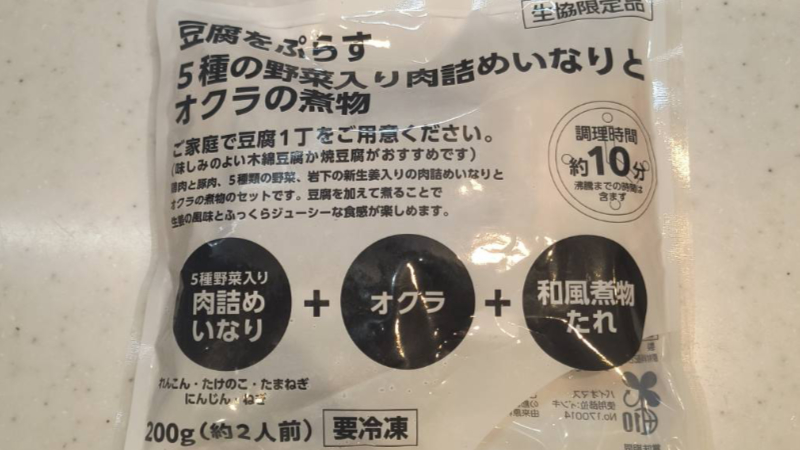 生協限定品
豆腐をぷらす
5種の野菜入り肉詰めいなりと
オクラの煮物
ご家庭で豆腐1丁をご用意ください。
(味しみのよい木綿豆腐か焼豆腐がおすすめです)
鶏肉と豚肉、5種類の野菜、岩下の新生姜入りの肉詰めいなりと
オクラの煮物のセットです。豆腐を加えて煮ることで
生姜の風味とふっくらジューシーな食感が楽しめます。
調理時間
約10分
沸騰までの時間は
含まず
5種野菜入り
肉詰め
いなり
+
オクラ
+
和風煮物
たれ
れんこん・たけのこ・たまねぎ
にんじん・ねぎ
200g(約2人前)
要冷凍
バイオマス
No.170014